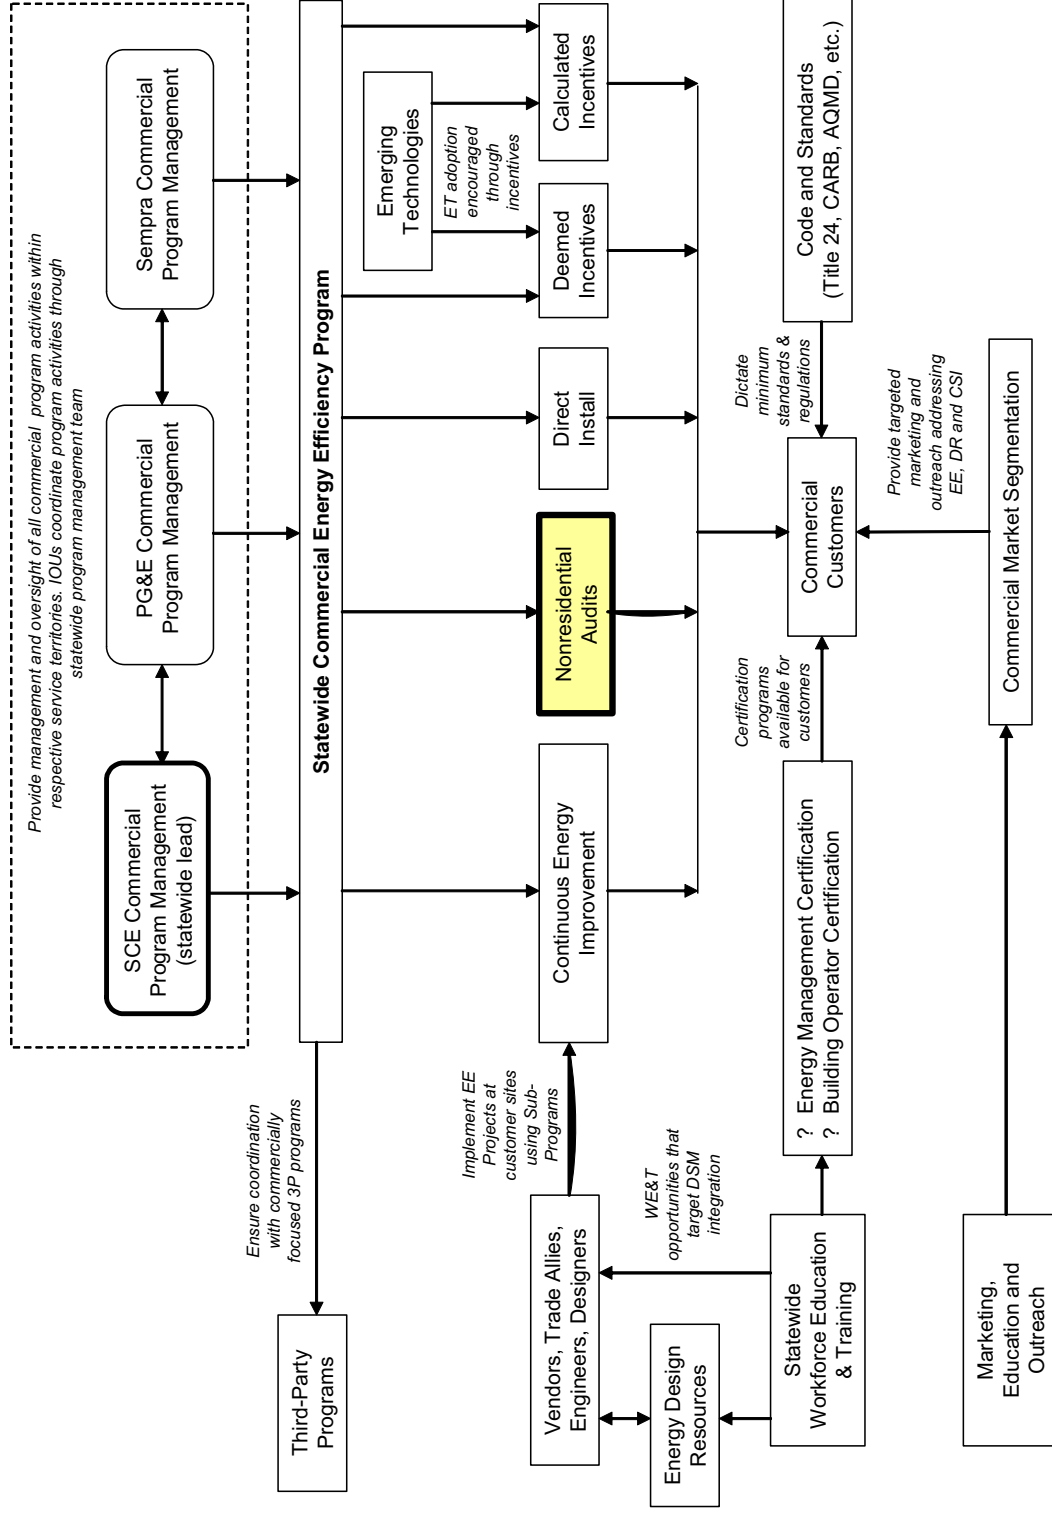 Provide management and oversight of all commercial program activities within
respective service territories. IOUs coordinate program activities through
statewide program management team
SCE Commercial
Program Management
(statewide lead)
PG&E Commercial
Program Management
Sempra Commercial
Program Management
Statewide Commercial Energy Efficiency Program
Ensure coordination
with commercially
focused 3P programs
Third-Party
Programs
Emerging
Technologies
ET adoption
encouraged
through
incentives
Implement EE
Projects at
customer sites
using Sub-
Programs
Vendors, Trade Allies,
Engineers, Designers
Continuous Energy
Improvement
Nonresidential
Audits
Direct
Install
Deemed
Incentives
Calculated
Incentives
Energy Design
Resources
WE&T
opportunities that
target DSM
integration
Statewide
Workforce Education
& Training
? Energy Management Certification
? Building Operator Certification
Certification
programs
available for
customers
Commercial
Customers
Dictate
minimum
standards &
regulations
Code and Standards
(Title 24, CARB, AQMD, etc.)
Provide targeted
marketing and
outreach addressing
EE, DR and CSI
Marketing,
Education and
Outreach
Commercial Market Segmentation